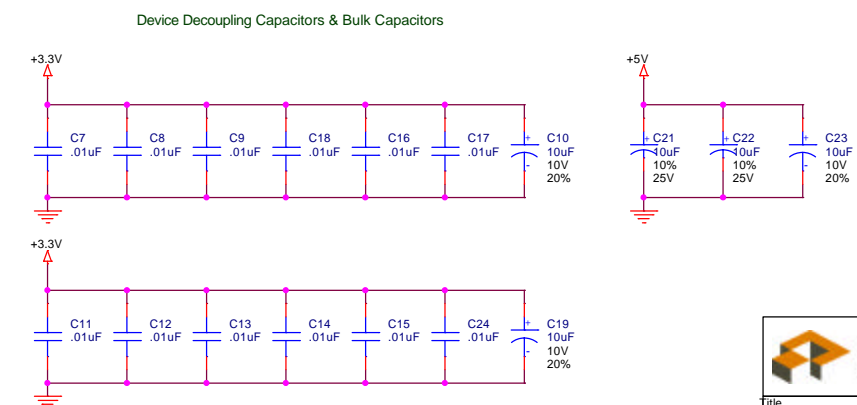 Device Decoupling Capacitors & Bulk Capacitors
+3.3V
C7
.01uF
C8
.01uF
C9
.01uF
C18
.01uF
C16
.01uF
C17
.01uF
+
-
C10
10uF
10V
20%
+5V
+
C21
10uF
10%
25V
+
C22
10uF
10%
25V
+
-
C23
10uF
10V
20%
+3.3V
C11
.01uF
C12
.01uF
C13
.01uF
C14
.01uF
C15
.01uF
C24
.01uF
+
-
C19
10uF
10V
20%
Title